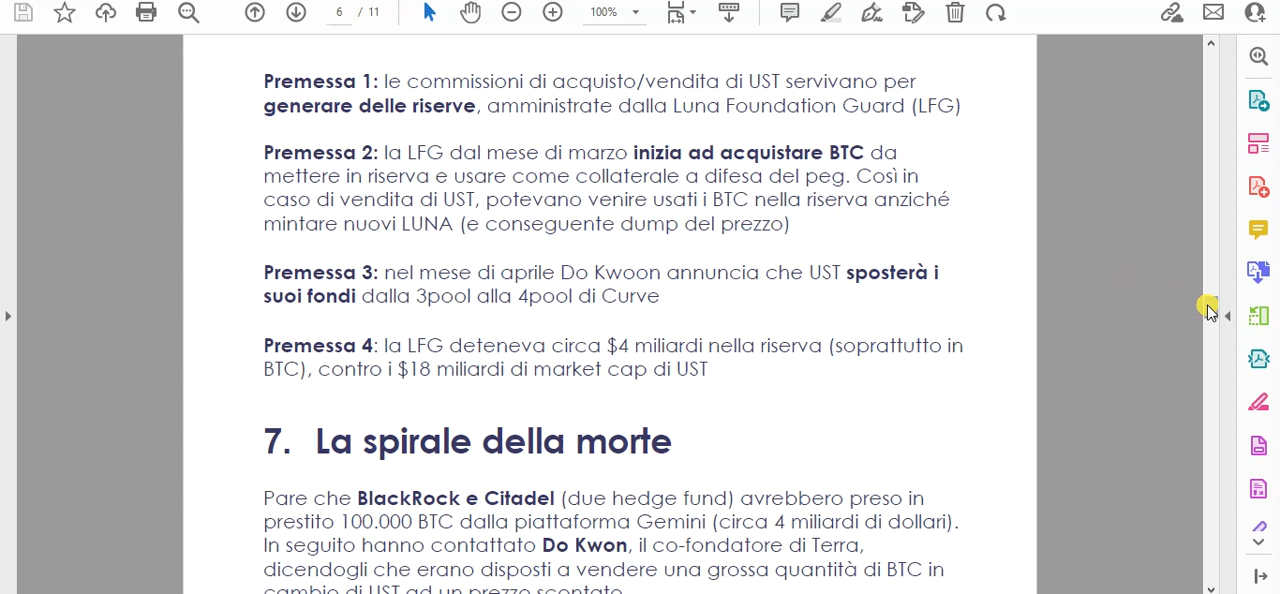 6 / 11
100%
Premessa 1: le commissioni di acquisto/vendita di UST servivano per
generare delle riserve, amministrate dalla Luna Foundation Guard (LFG)
Premessa 2: la LFG dal mese di marzo inizia ad acquistare BTC da
mettere in riserva e usare come collaterale a difesa del peg. Così in
caso di vendita di UST, potevano venire usati i BTC nella riserva anziché
mintare nuovi LUNA (e conseguente dump del prezzo)
Premessa 3: nel mese di aprile Do Kwoon annuncia che UST sposterà i
suoi fondi dalla 3pool alla 4pool di Curve
Premessa 4: la LFG deteneva circa $4 miliardi nella riserva (soprattutto in
BTC), contro i $18 miliardi di market cap di UST
7. La spirale della morte
Pare che BlackRock e Citadel (due hedge fund) avrebbero preso in
prestito 100.000 BTC dalla piattaforma Gemini (circa 4 miliardi di dollari).
In seguito hanno contattato Do Kwon, il co-fondatore di Terra,
dicendogli che erano disposti a vendere una grossa quantità di BTC in
cambio di UST ad un prezzo scontato